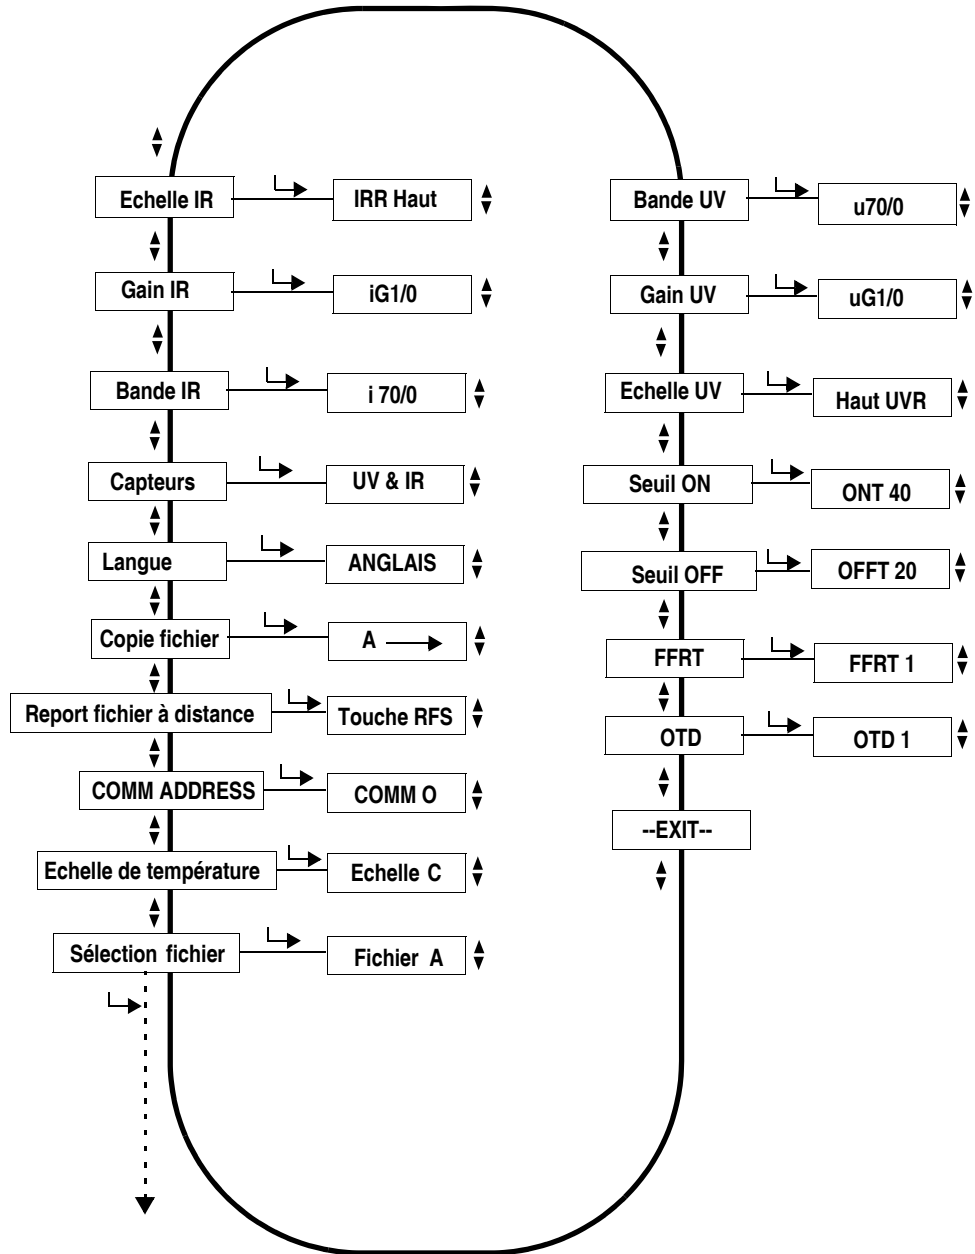 Echelle IR
IRR Haut
Gain IR
iG1/0
Bande IR
i 70/0
Capteurs
UV & IR
Langue
ANGLAIS
Copie fichier
A
Report fichier à distance
Touche RFS
COMM ADDRESS
COMM O
Echelle de température
Echelle C
Sélection fichier
Fichier A
Bande UV
u70/0
Gain UV
uG1/0
Echelle UV
Haut UVR
Seuil ON
ONT 40
Seuil OFF
OFFT 20
FFRT
FFRT 1
OTD
OTD 1
--EXIT--